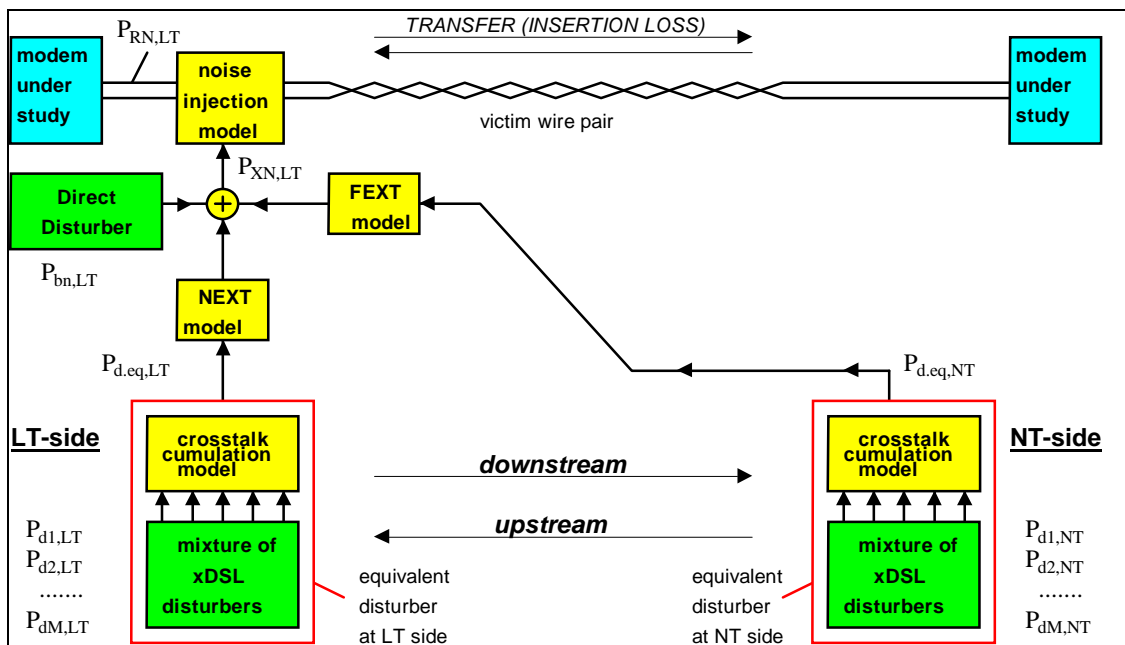 P_RN,LT
TRANSFER (INSERTION LOSS)
modem
under
study
noise
injection
model
modem
under
study
victim wire pair
P_XN,LT
Direct
Disturber
+
FEXT
model
P_bn,LT
NEXT
model
P_d.eq,LT
P_d.eq,NT
LT-side
crosstalk
cumulation
model
downstream
crosstalk
cumulation
model
NT-side
upstream
P_d1,LT
P_d2,LT
.......
P_dM,LT
mixture of
xDSL
disturbers
equivalent
disturber
at LT side
equivalent
disturber
at NT side
mixture of
xDSL
disturbers
P_d1,NT
P_d2,NT
.......
P_dM,NT